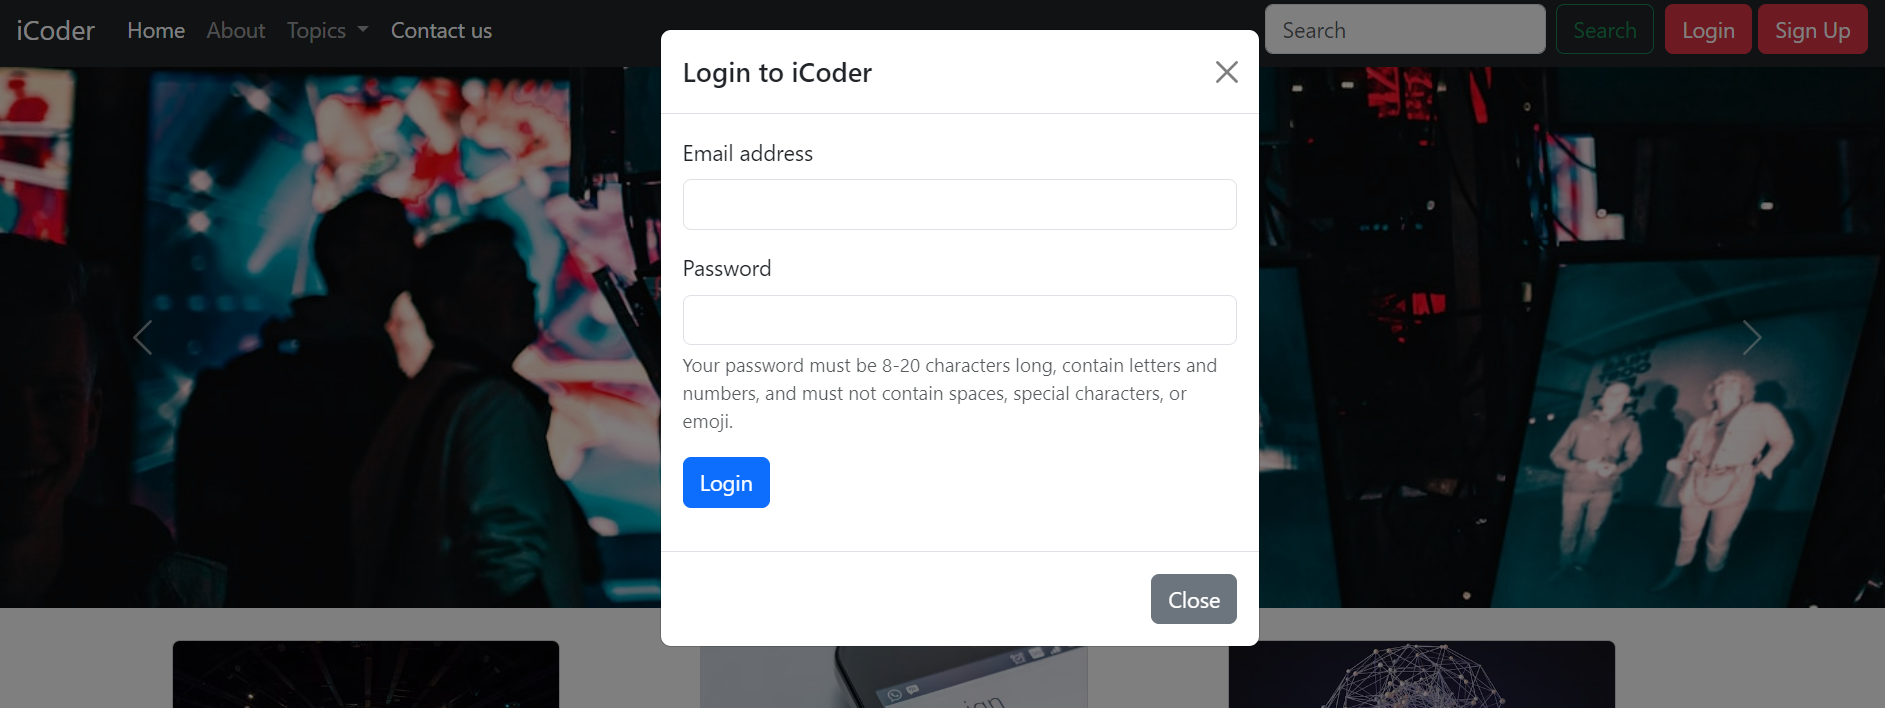 iCoder Home About Topics Contact us Search Search Login Sign Up
Login to iCoder
Email address
Password
Your password must be 8-20 characters long, contain letters and
numbers, and must not contain spaces, special characters, or
emoji.
Login
Close